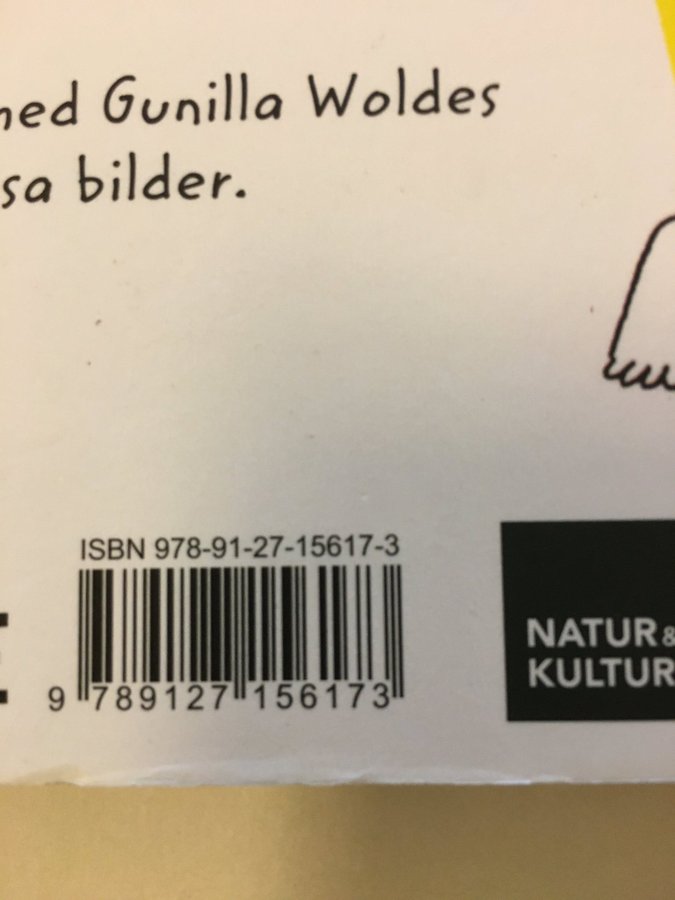 med Gunilla Woldes
sa bilder.
ISBN 978-91-27-15617-3
9 789127 156173
NATUR &
KULTUR